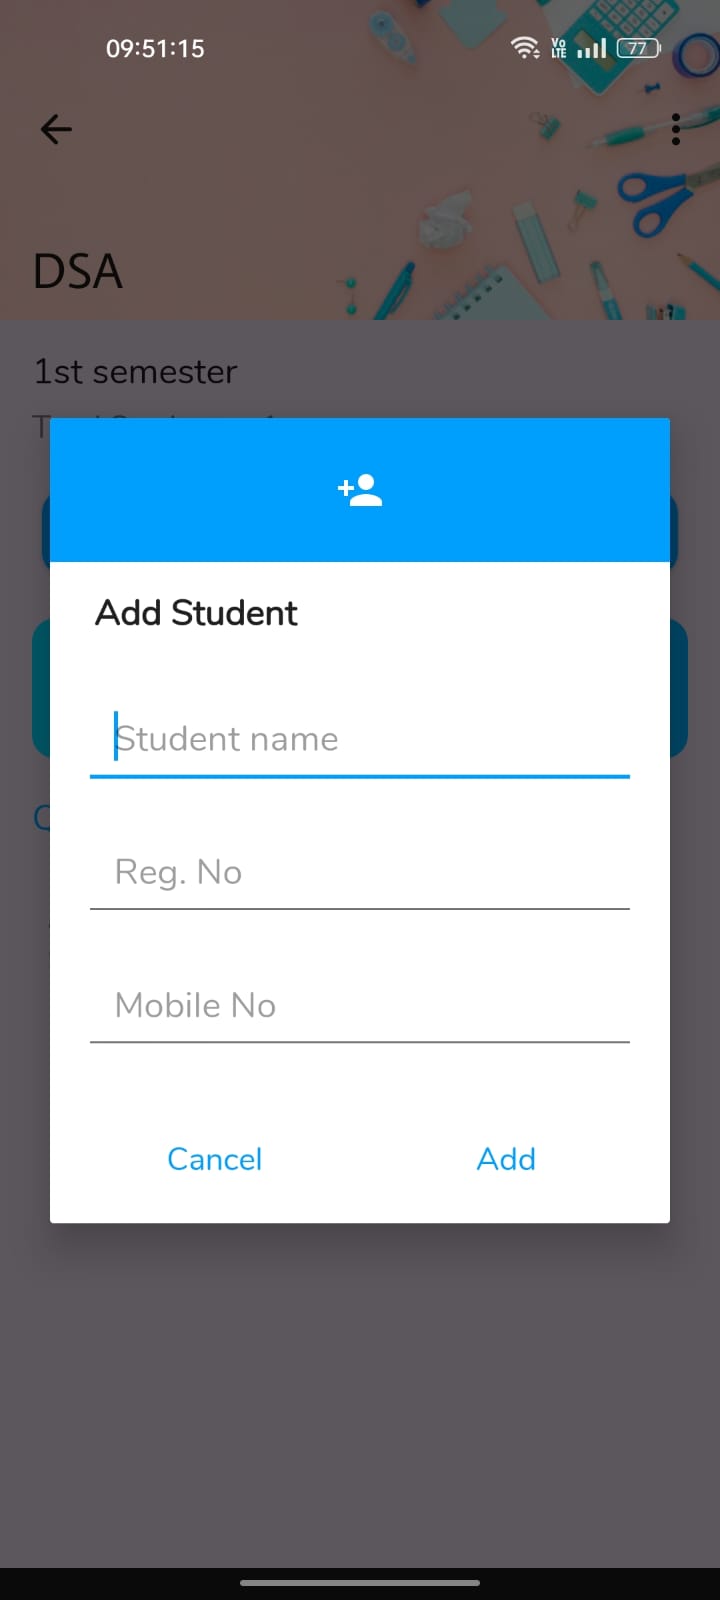 09:51:15
Vo
LTE
77
DSA
1st semester
Add Student
Student name
Reg. No
Mobile No
Cancel
Add